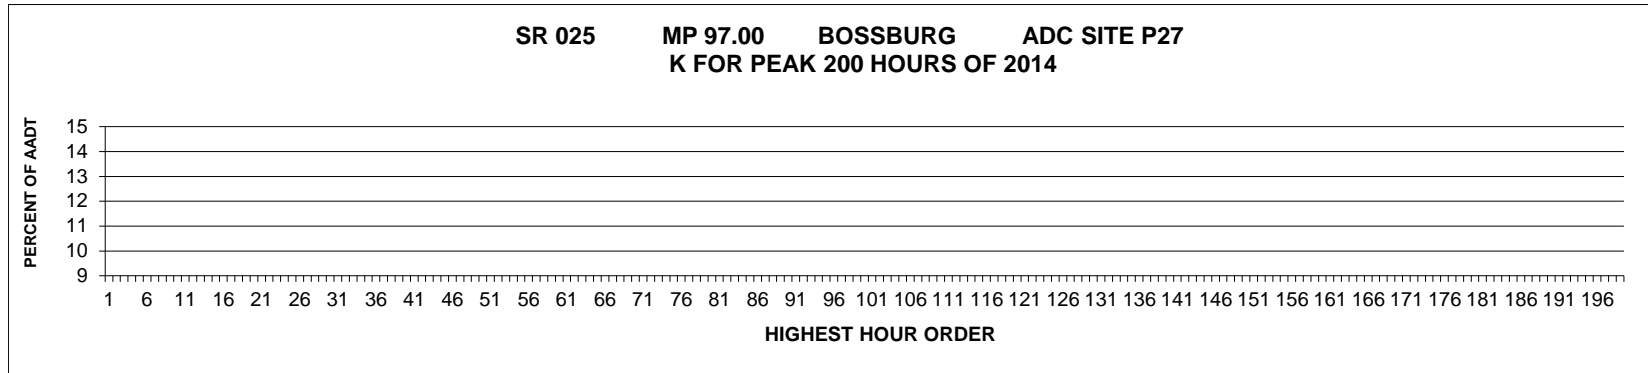 SR 025 MP 97.00 BOSSBURG ADC SITE P27
K FOR PEAK 200 HOURS OF 2014
PERCENT OF AADT
15
14
13
12
11
10
9
1 6 11 16 21 26 31 36 41 46 51 56 61 66 71 76 81 86 91 96 101 106 111 116 121 126 131 136 141 146 151 156 161 166 171 176 181 186 191 196
HIGHEST HOUR ORDER